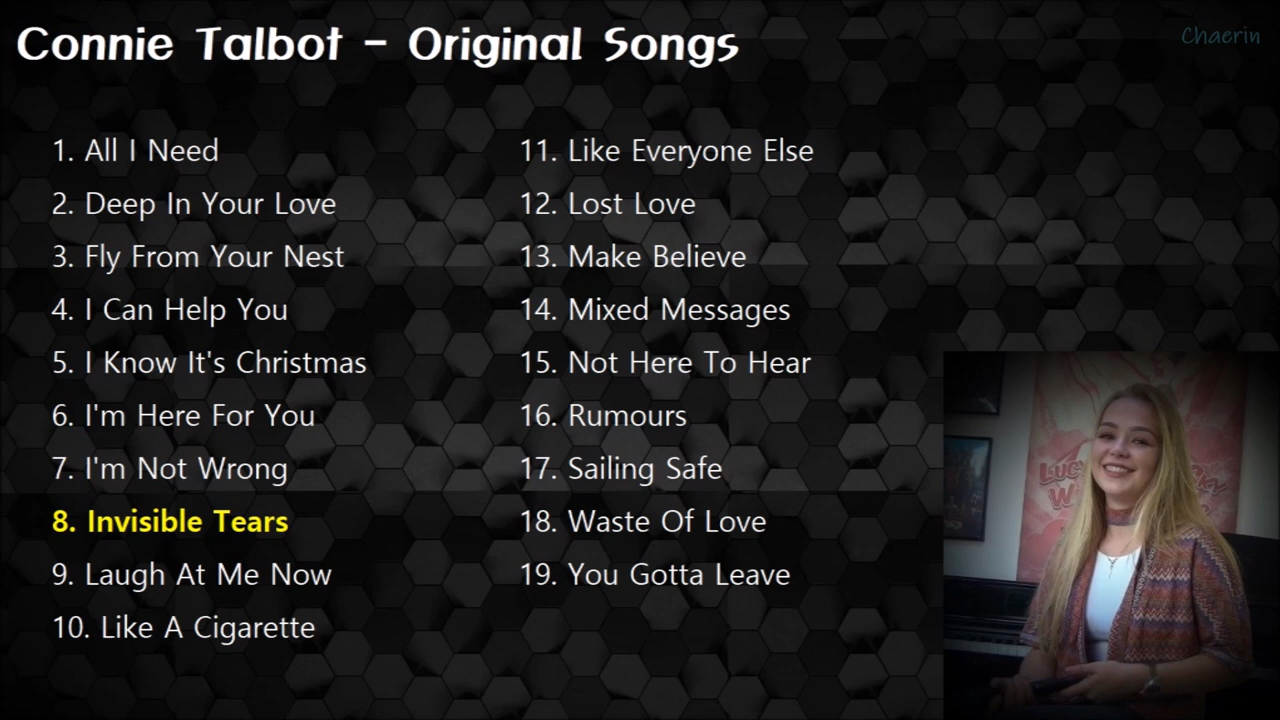 Connie Talbot - Original Songs
Chaerin
1. All I Need
2. Deep In Your Love
3. Fly From Your Nest
4. I Can Help You
5. I Know It's Christmas
6. I'm Here For You
7. I'm Not Wrong
8. Invisible Tears
9. Laugh At Me Now
10. Like A Cigarette
11. Like Everyone Else
12. Lost Love
13. Make Believe
14. Mixed Messages
15. Not Here To Hear
16. Rumours
17. Sailing Safe
18. Waste Of Love
19. You Gotta Leave